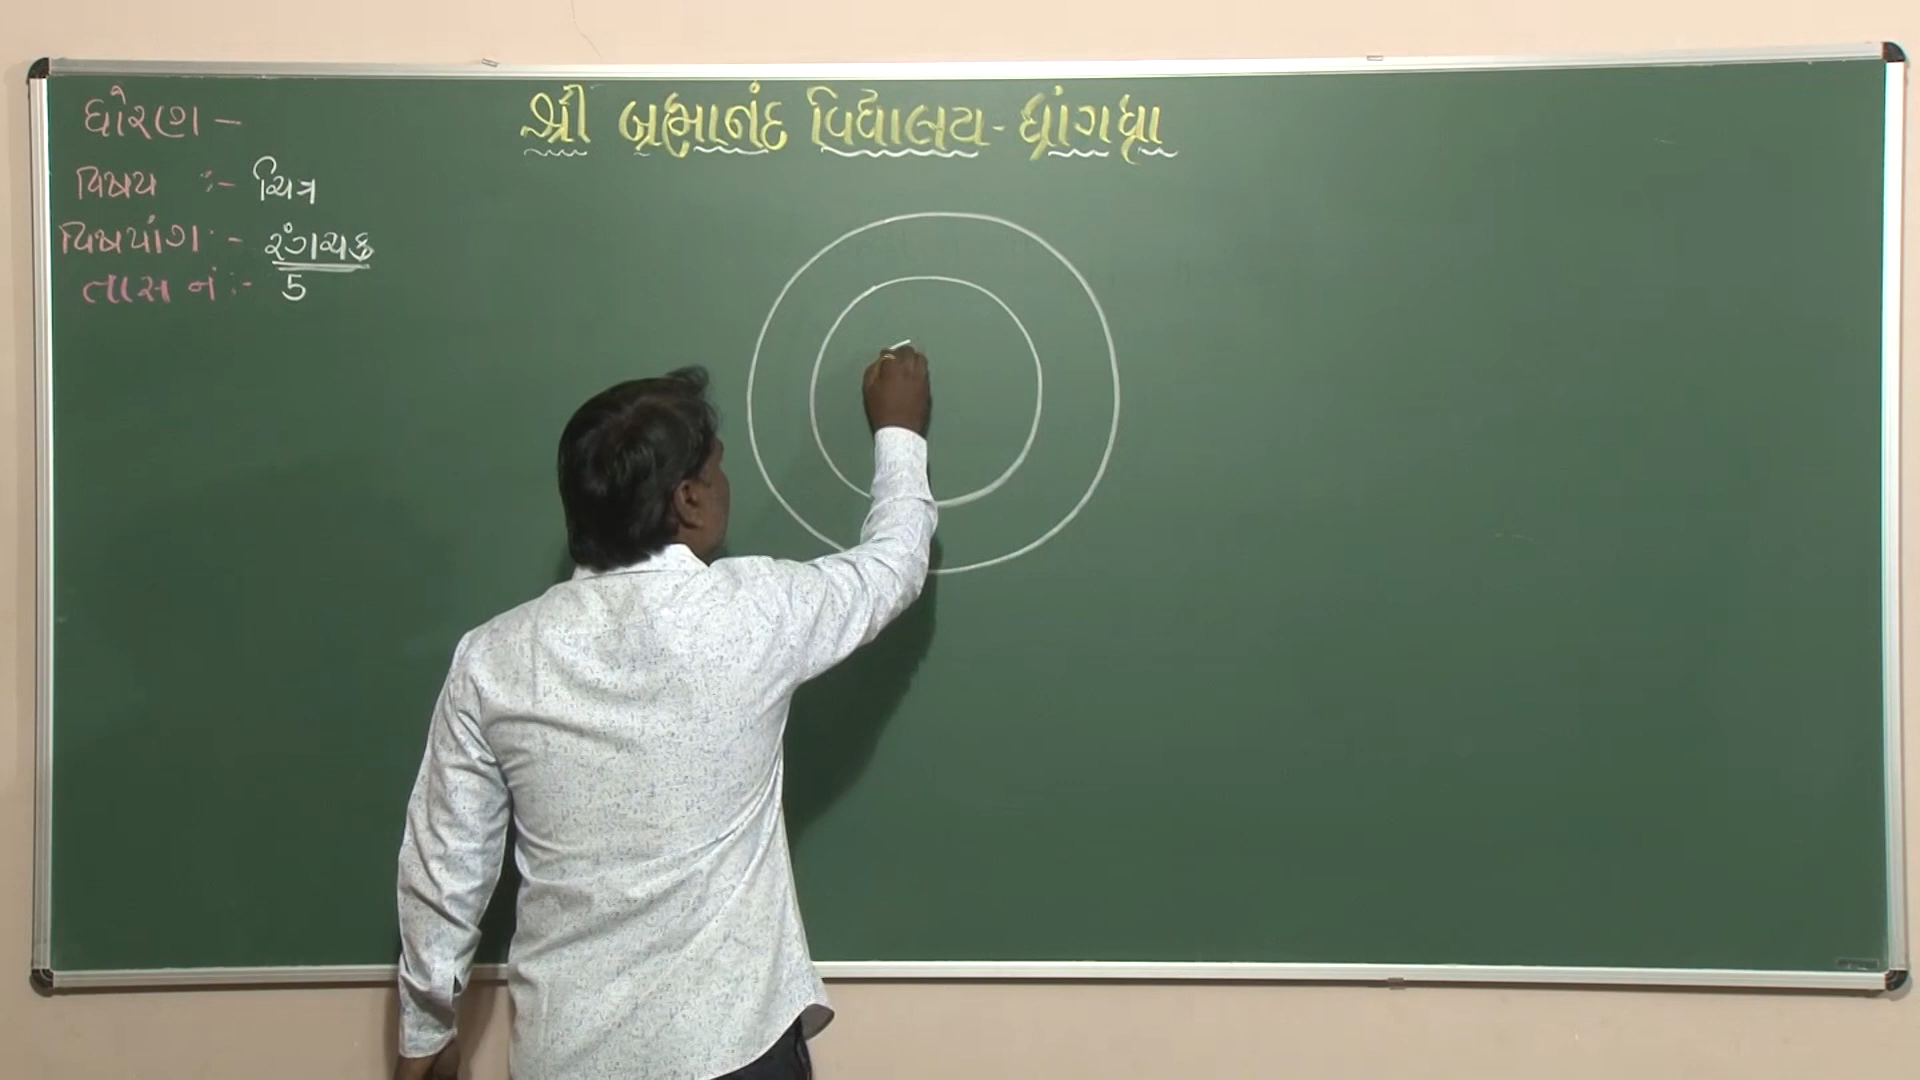 શ્રી બ્રહ્માનંદ વિદ્યાલય - ધ્રાંગધ્રા
ધોરણ -
વિષય :- ચિત્ર
વિષયાંગ :- રંગચક્ર
તાસ નં :- 5